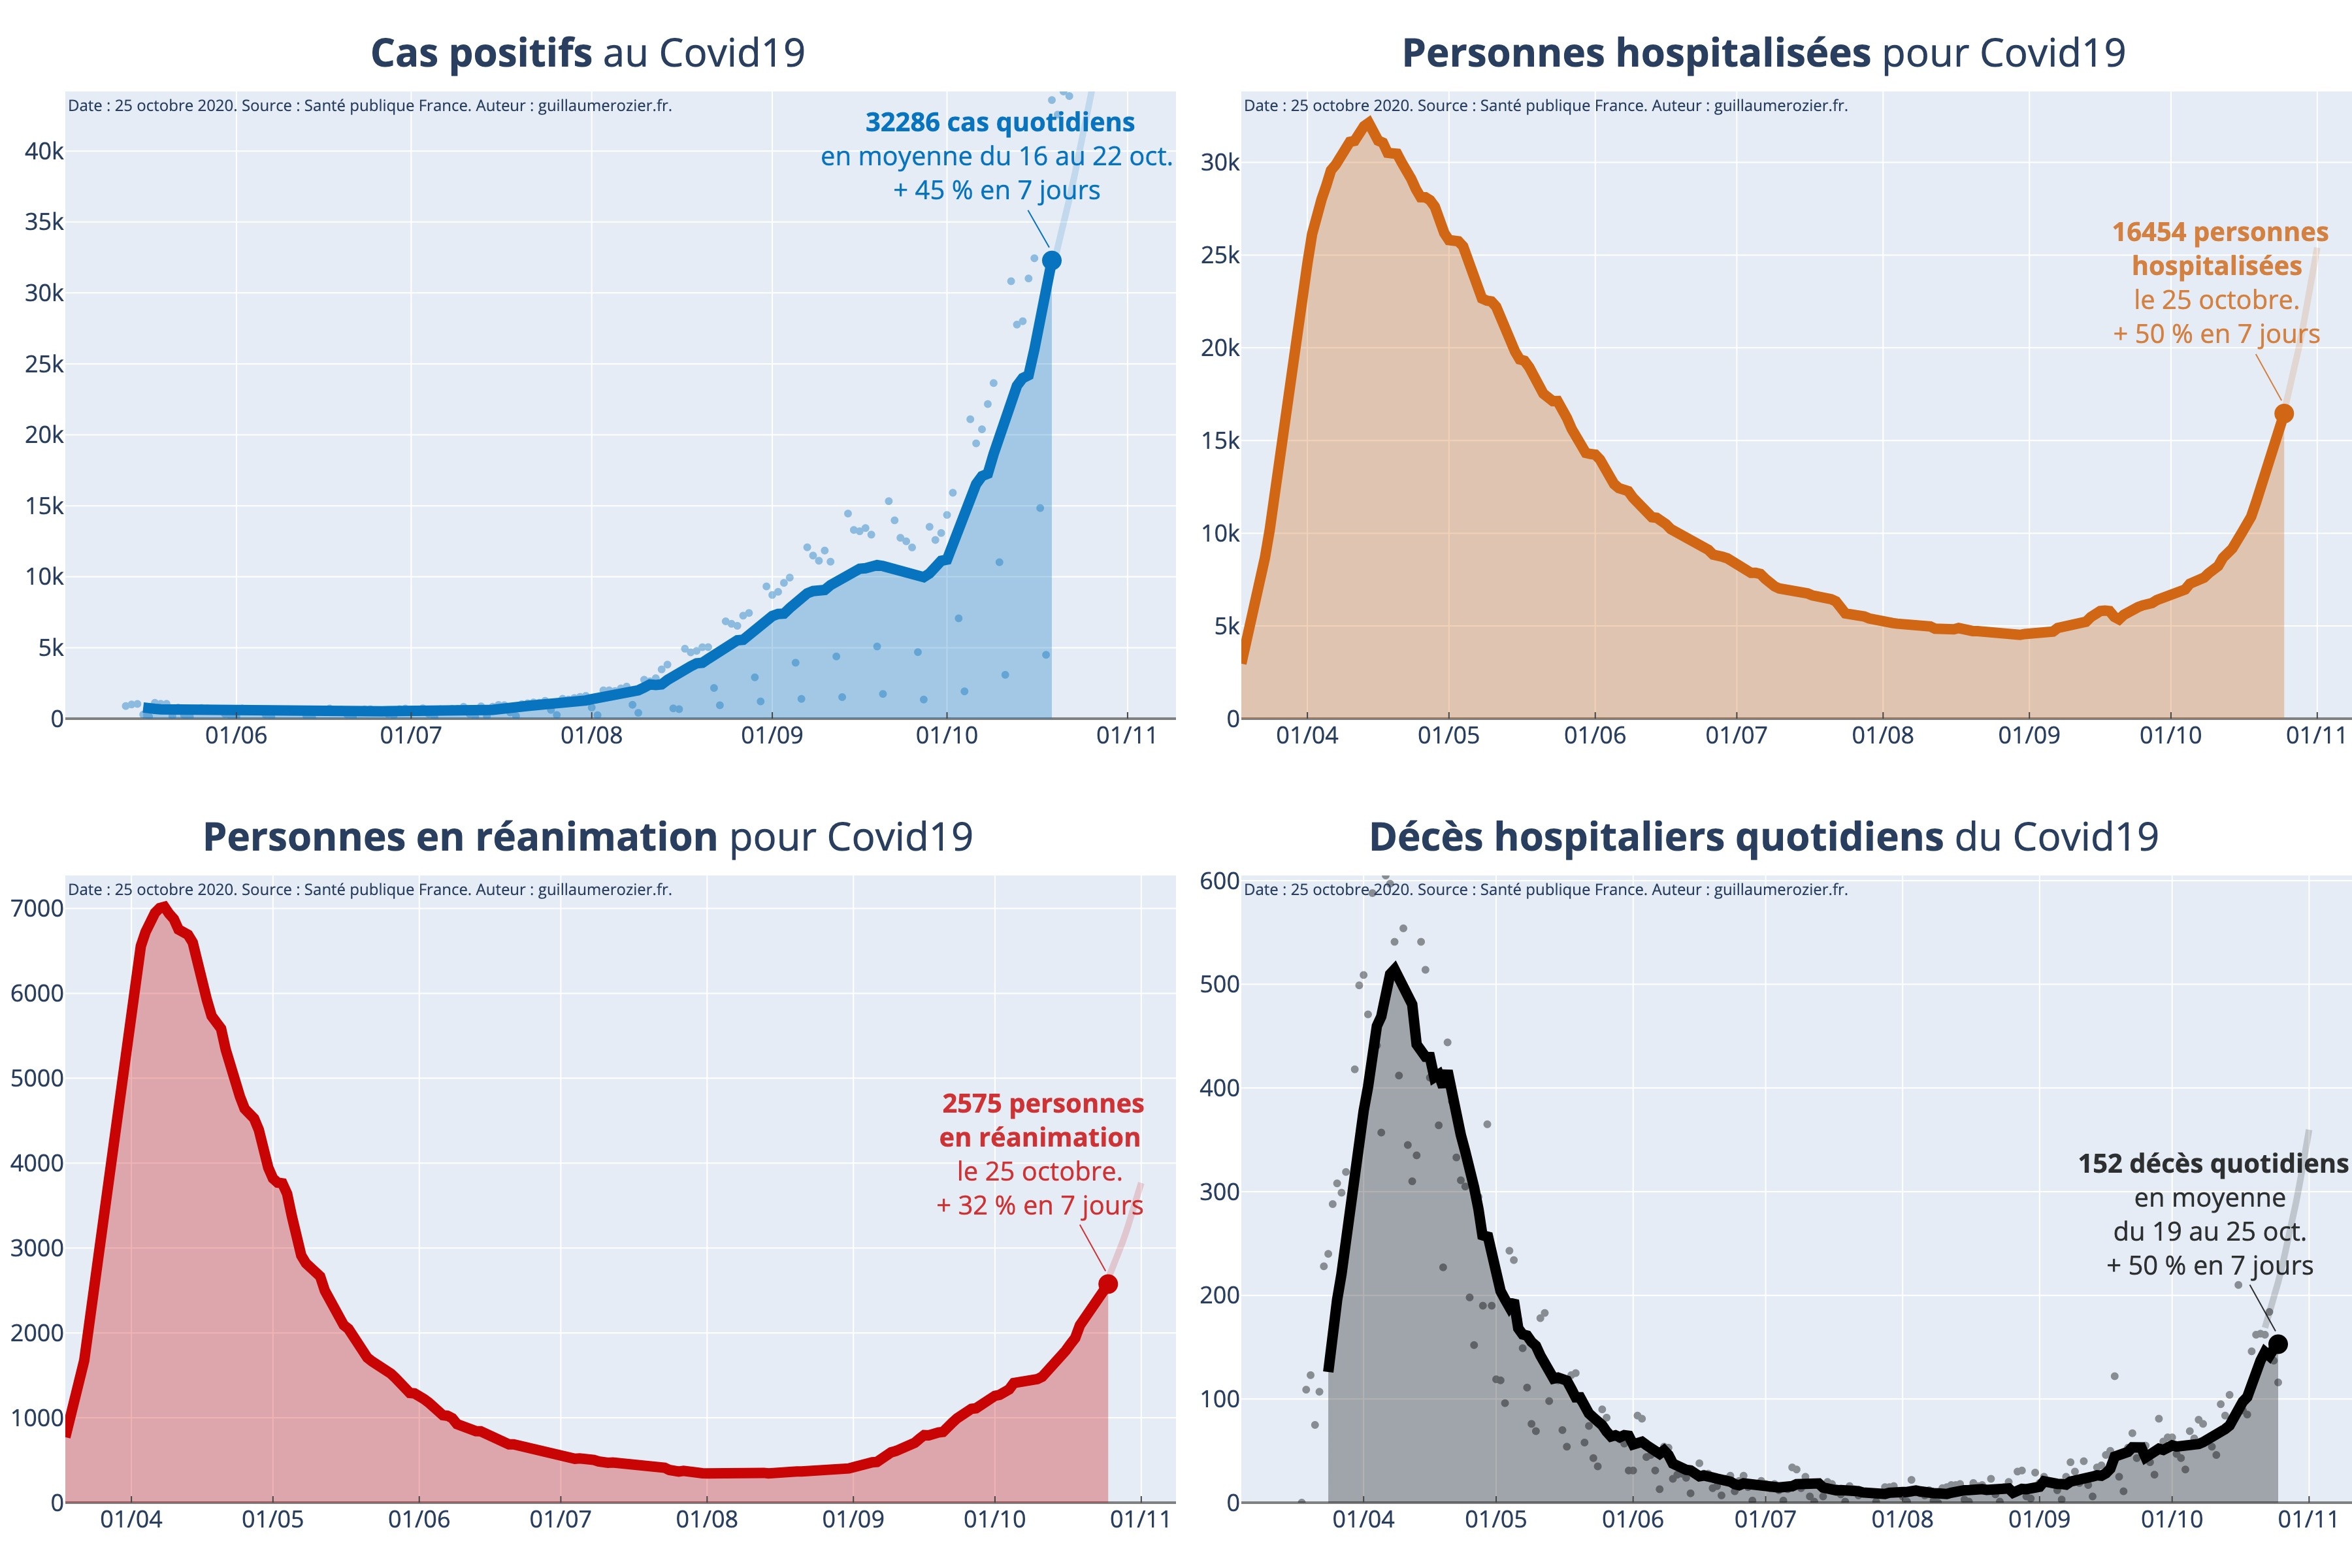 Cas positifs au Covid19
Date : 25 octobre 2020. Source : Santé publique France. Auteur : guillaumerozier.fr.
32286 cas quotidiens
en moyenne du 16 au 22 oct.
+ 45 % en 7 jours
40k
35k
30k
25k
20k
15k
10k
5k
0
01/06 01/07 01/08 01/09 01/10 01/11
Personnes hospitalisées pour Covid19
Date : 25 octobre 2020. Source : Santé publique France. Auteur : guillaumerozier.fr.
16454 personnes
hospitalisées
le 25 octobre.
+ 50 % en 7 jours
30k
25k
20k
15k
10k
5k
0
01/04 01/05 01/06 01/07 01/08 01/09 01/10 01/11
Personnes en réanimation pour Covid19
Date : 25 octobre 2020. Source : Santé publique France. Auteur : guillaumerozier.fr.
2575 personnes
en réanimation
le 25 octobre.
+ 32 % en 7 jours
7000
6000
5000
4000
3000
2000
1000
0
01/04 01/05 01/06 01/07 01/08 01/09 01/10 01/11
Décès hospitaliers quotidiens du Covid19
Date : 25 octobre 2020. Source : Santé publique France. Auteur : guillaumerozier.fr.
152 décès quotidiens
en moyenne
du 19 au 25 oct.
+ 50 % en 7 jours
600
500
400
300
200
100
0
01/04 01/05 01/06 01/07 01/08 01/09 01/10 01/11